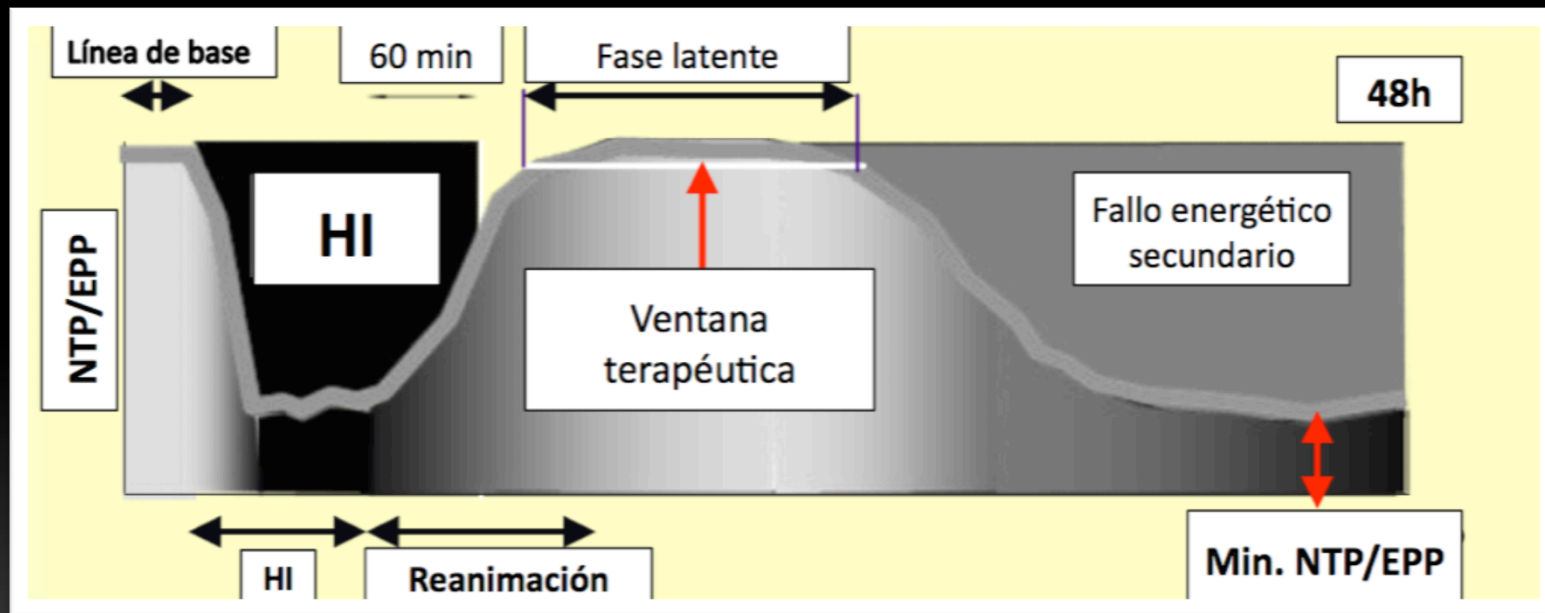 Línea de base
60 min
Fase latente
48h
NTP/EPP
HI
Fallo energético
secundario
Ventana
terapéutica
HI
Reanimación
Min. NTP/EPP